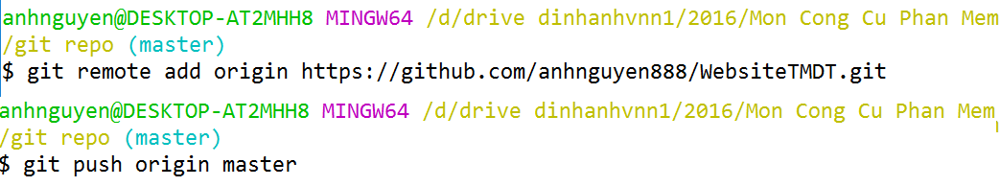 anhnguyen@DESKTOP-AT2MHH8 MINGW64 /d/drive dinhanhvnn1/2016/Mon Cong Cu Phan Mem
/git repo (master)
$ git remote add origin https://github.com/anhnguyen888/WebsiteTMDT.git
anhnguyen@DESKTOP-AT2MHH8 MINGW64 /d/drive dinhanhvnn1/2016/Mon Cong Cu Phan Mem
/git repo (master)
$ git push origin master